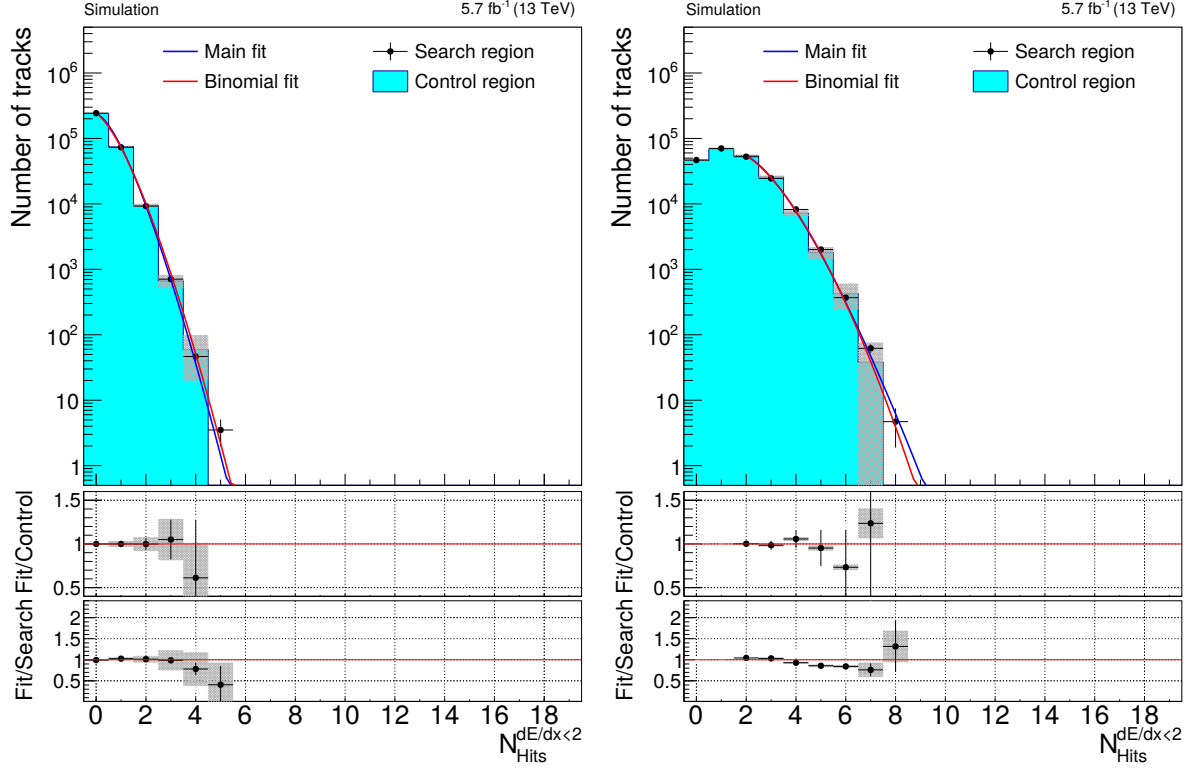 Simulation 5.7 fb⁻¹ (13 TeV)
Number of tracks
Main fit
Binomial fit
Search region
Control region
10⁶
10⁵
10⁴
10³
10²
10
1
Fit/Control
1.5
1
0.5
Fit/Search
2
1.5
1
0.5
0 2 4 6 8 10 12 14 16 18
N_Hits^dE/dx<2
Simulation 5.7 fb⁻¹ (13 TeV)
Number of tracks
Main fit
Binomial fit
Search region
Control region
10⁶
10⁵
10⁴
10³
10²
10
1
Fit/Control
1.5
1
0.5
Fit/Search
2
1.5
1
0.5
0 2 4 6 8 10 12 14 16 18
N_Hits^dE/dx<2